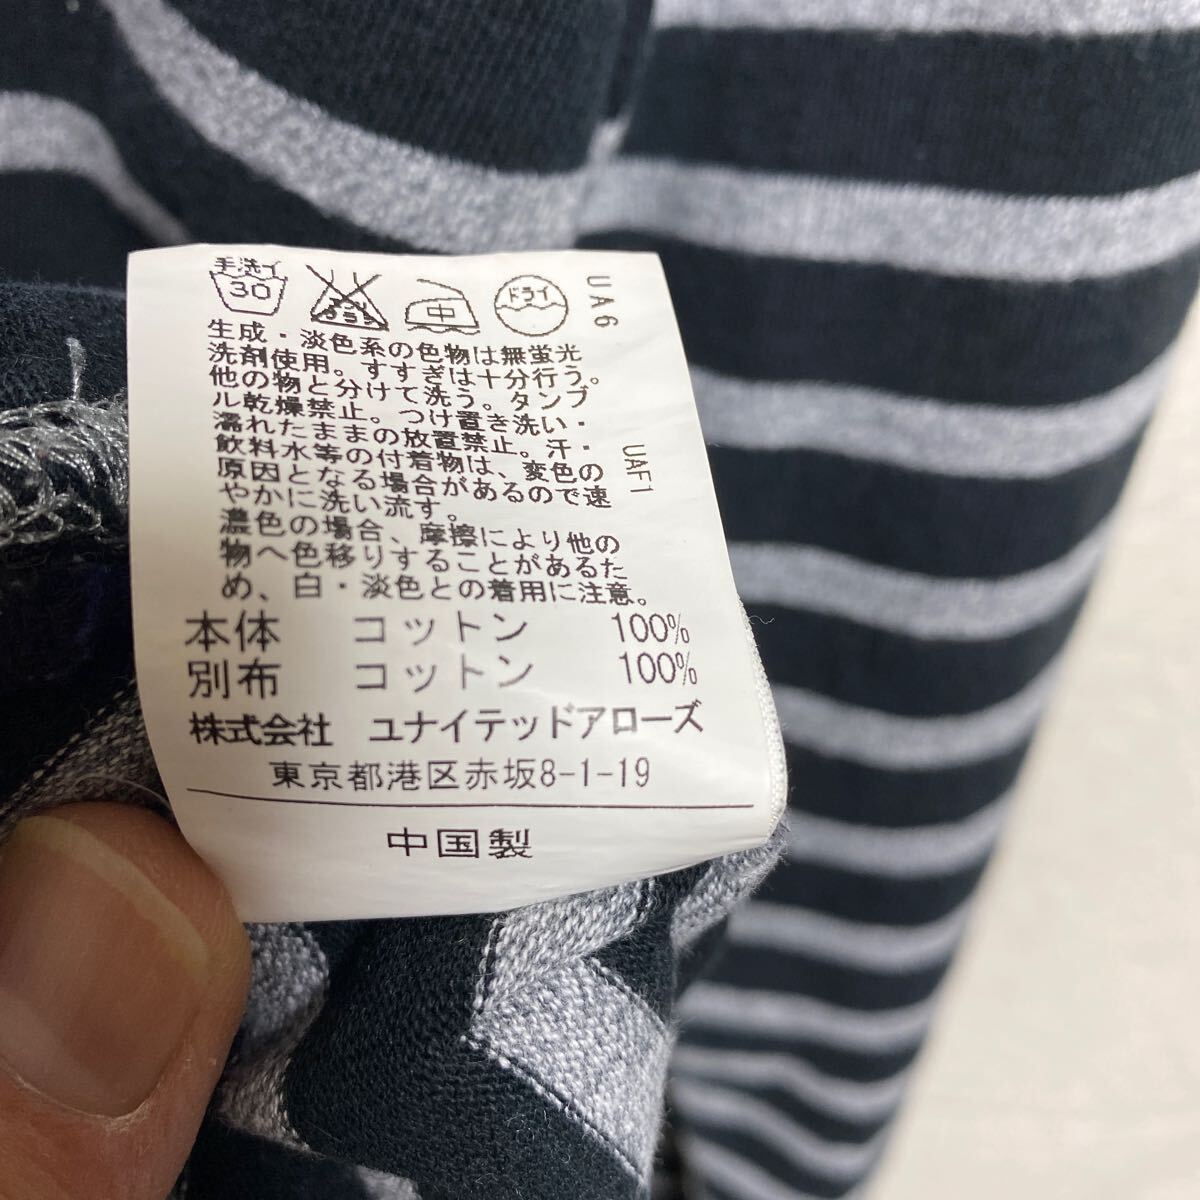 手洗イ
30
エンソ
サラシ
中
ドライ
UA6
生成・淡色系の色物は無蛍光
洗剤使用。すすぎは十分行う。
他の物と分けて洗う。タンブ
ル乾燥禁止。つけ置き洗い・
濡れたままの放置禁止。汗・
飲料水等の付着物は、変色の
原因となる場合があるので速
やかに洗い流す。
濃色の場合、摩擦により他の
物へ色移りすることがあるた
め、白・淡色との着用に注意。
UAF1
本体 コットン 100%
別布 コットン 100%
株式会社 ユナイテッドアローズ
東京都港区赤坂8-1-19
中国製